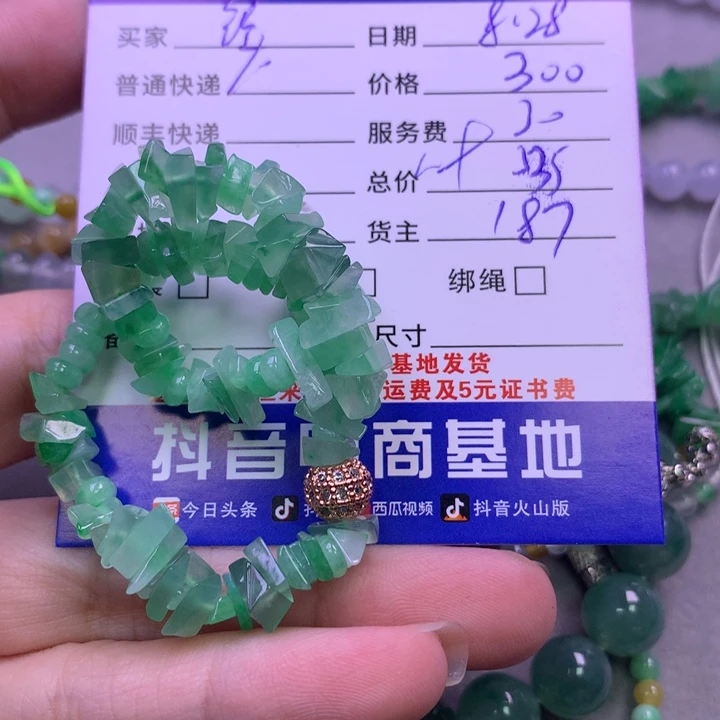 买家 日期 8.28
普通快递 价格 300
顺丰快递 服务费 30
总价
货主 187
绑绳
尺寸
基地发货
运费及5元证书费
抖音 商基地
今日头条 西瓜视频 抖音火山版